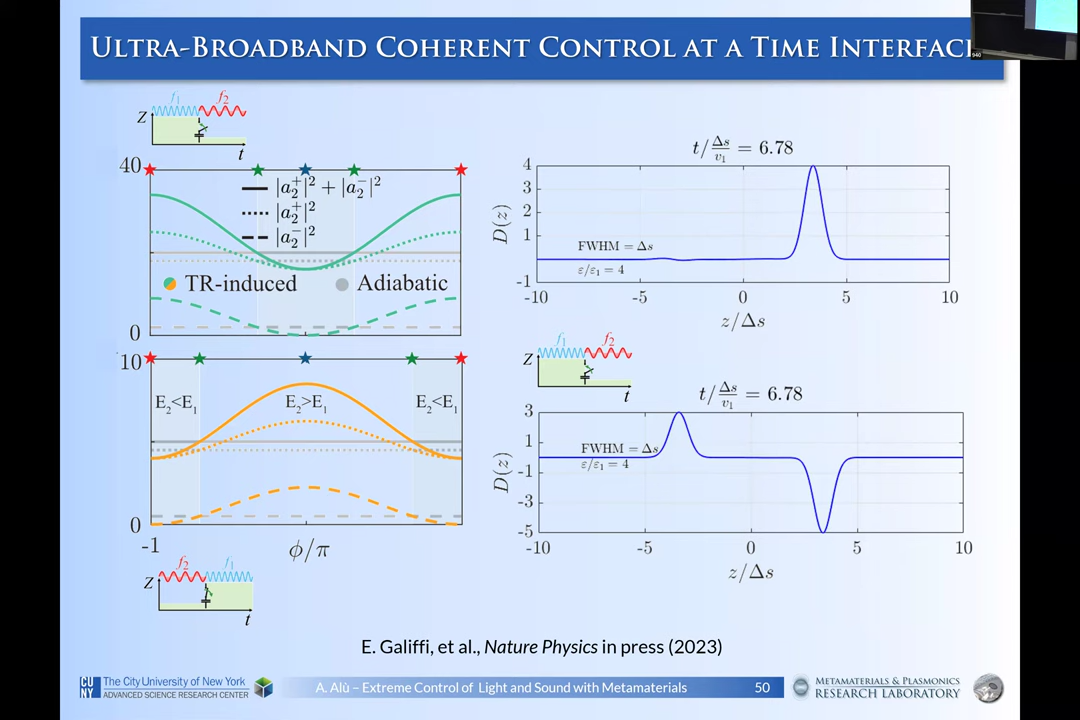 ULTRA-BROADBAND COHERENT CONTROL AT A TIME INTERFAC
f₁ f₂
Z
t
40
|a₂⁺|² + |a₂⁻|²
|a₂⁺|²
|a₂⁻|²
TR-induced Adiabatic
0
10
E₂<E₁ E₂>E₁ E₂<E₁
0
-1 ϕ/π
f₂ f₁
Z
t
t/Δs/v₁ = 6.78
4
3
2
1
-1
D(z)
FWHM = Δs
ε/ε₁ = 4
-10 -5 0 5 10
z/Δs
f₁ f₂
Z
t
t/Δs/v₁ = 6.78
3
1
-1
-3
-5
D(z)
FWHM = Δs
ε/ε₁ = 4
-10 -5 0 5 10
z/Δs
E. Galiffi, et al., Nature Physics in press (2023)
CU
NY
The City University of New York
ADVANCED SCIENCE RESEARCH CENTER
A. Alù – Extreme Control of Light and Sound with Metamaterials 50
METAMATERIALS & PLASMONICS
RESEARCH LABORATORY